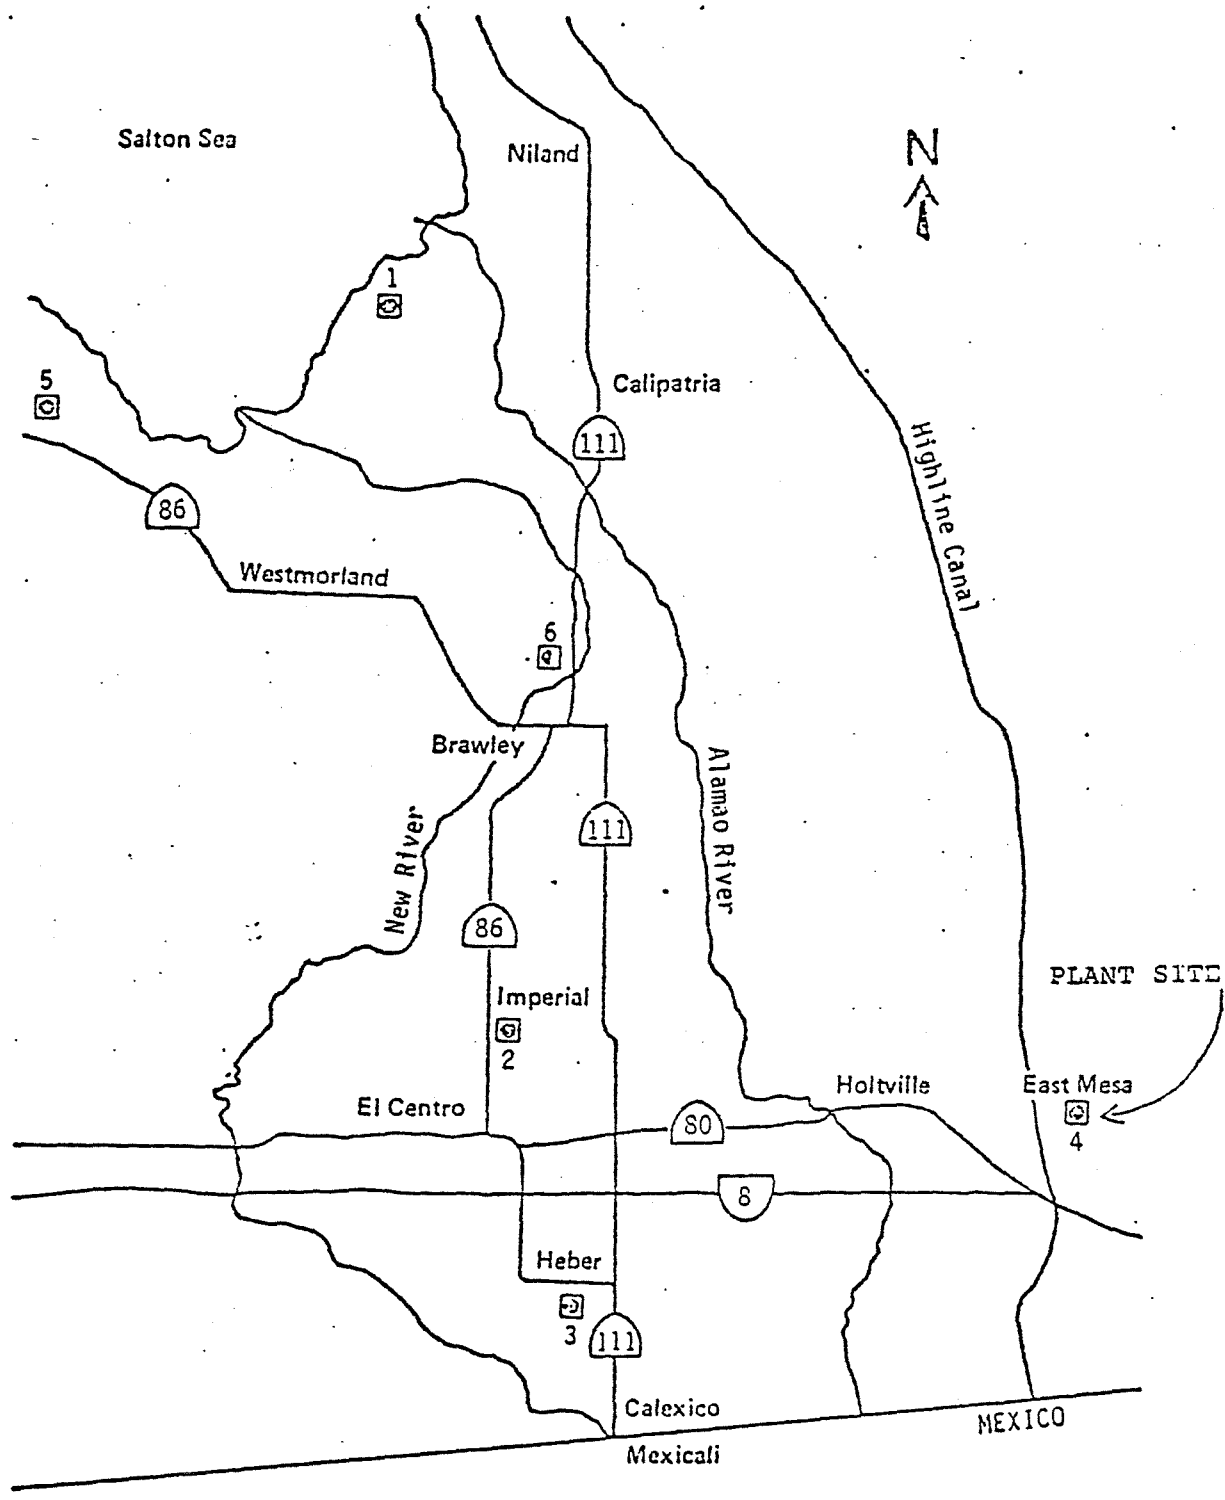 Salton Sea
Niland
N
1
5
Calipatria
111
Highline Canal
86
Westmorland
6
Brawley
Alamao River
111
New River
86
PLANT SITE
Imperial
2
Holtville
East Mesa
El Centro
80
4
8
Heber
3
111
Calexico
MEXICO
Mexicali